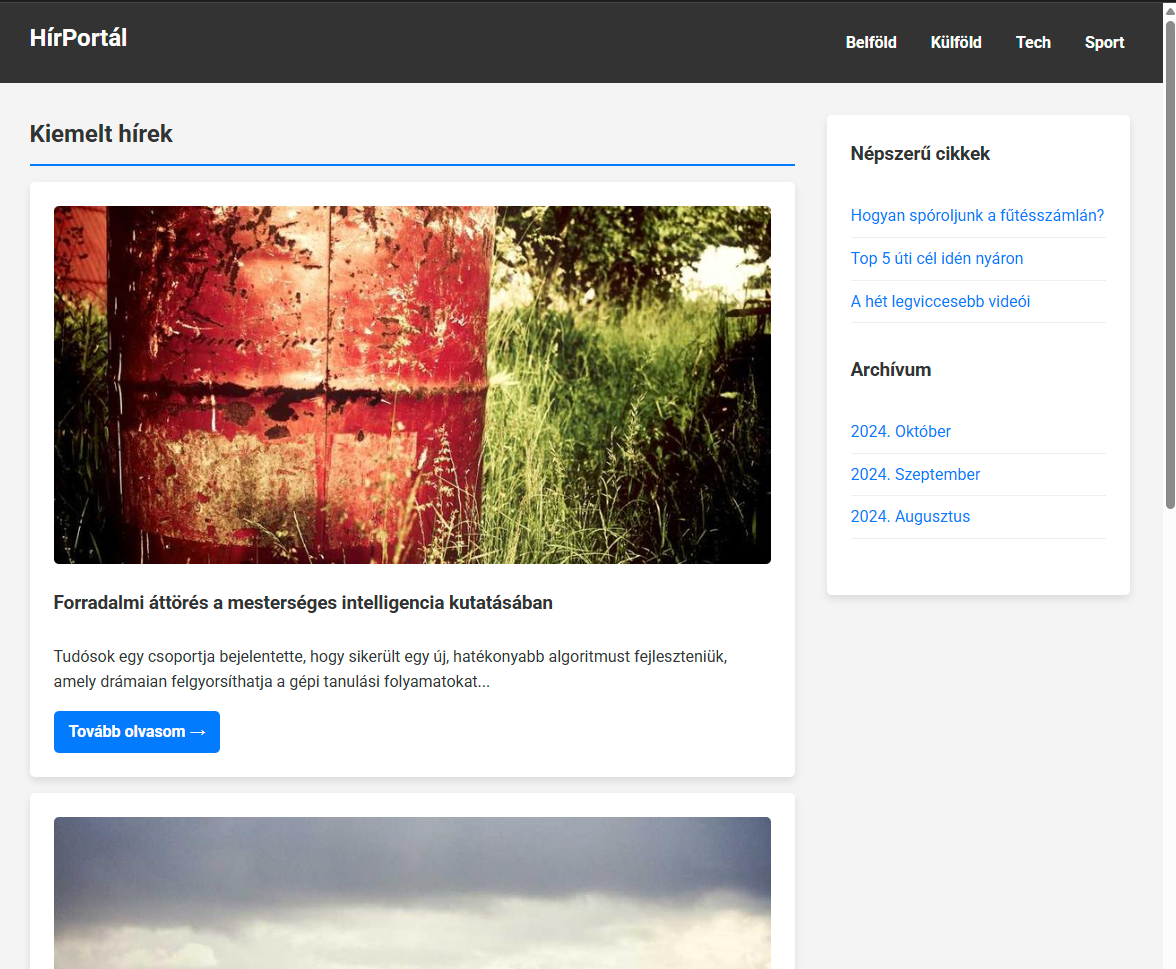 HírPortál
Belföld Külföld Tech Sport
Kiemelt hírek
Forradalmi áttörés a mesterséges intelligencia kutatásában
Tudósok egy csoportja bejelentette, hogy sikerült egy új, hatékonyabb algoritmust fejleszteniük,
amely drámaian felgyorsíthatja a gépi tanulási folyamatokat...
Tovább olvasom →
Népszerű cikkek
Hogyan spóroljunk a fűtésszámlán?
Top 5 úti cél idén nyáron
A hét legviccesebb videói
Archívum
2024. Október
2024. Szeptember
2024. Augusztus